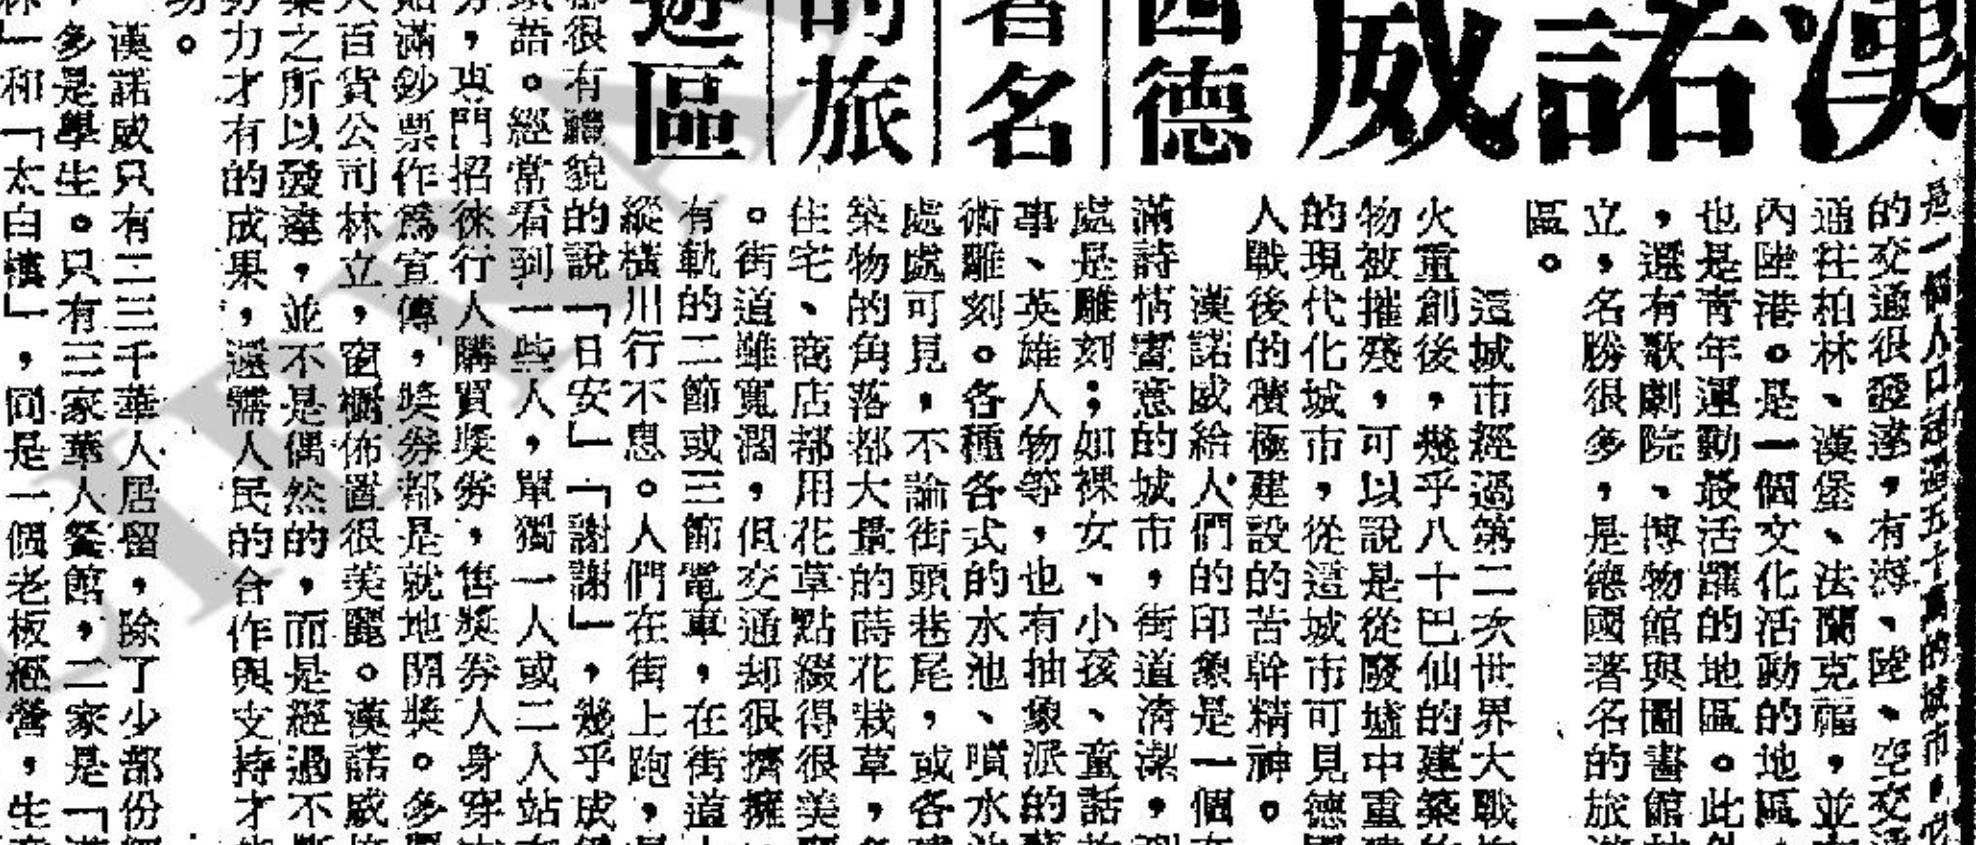 漢諾威
西德
著名
的旅
遊區
是一個人口超過五十萬的城市，它
的交通很發達，有海、陸、空交通
通往柏林、漢堡、法蘭克福，並有
內陸港。是一個文化活動的地區，
也是青年運動最活躍的地區。此外
，還有歌劇院、博物館與圖書館林
立，名勝很多，是德國著名的旅遊
區。
這城市經過第二次世界大戰
火重創後，幾乎八十巴仙的建築
物被摧殘，可以說是從廢墟中重建
的現代化城市，從這城市可見德國
人戰後的積極建設的苦幹精神。
漢諾威給人們的印象是一個充
滿詩情畫意的城市，街道清潔，到
處是雕刻；如裸女、小孩、童話故
事、英雄人物等，也有抽象派的藝
術雕刻。各種各式的水池、噴水池
處處可見，不論街頭巷尾，或各建
築物的角落都大量的蒔花栽草，
住宅、商店都用花草點綴得很美麗
。街道雖寬濶，但交通却很擠擁
有軌的二節或三節電車，在街道上
縱橫川行不息。人們在街上跑，
都很有禮貌的說「日安」「謝謝」，幾乎成
語。經常看到一些人，單獨一人或二人站在
，專門招徠行人購買獎券，售獎券人身穿
貼滿鈔票作爲宣傳，獎券都是就地開獎。多
大百貨公司林立，窗櫥佈置很美麗。漢諾威
業之所以發達，並不是偶然的，而是經過不斷
努力才有的成果，還需人民的合作與支持才
易。
漢諾威只有二三千華人居留，除了少部份
，多是學生。只有三家華人餐館，二家是「
林」和「太白樓」，同是一個老板經營，生